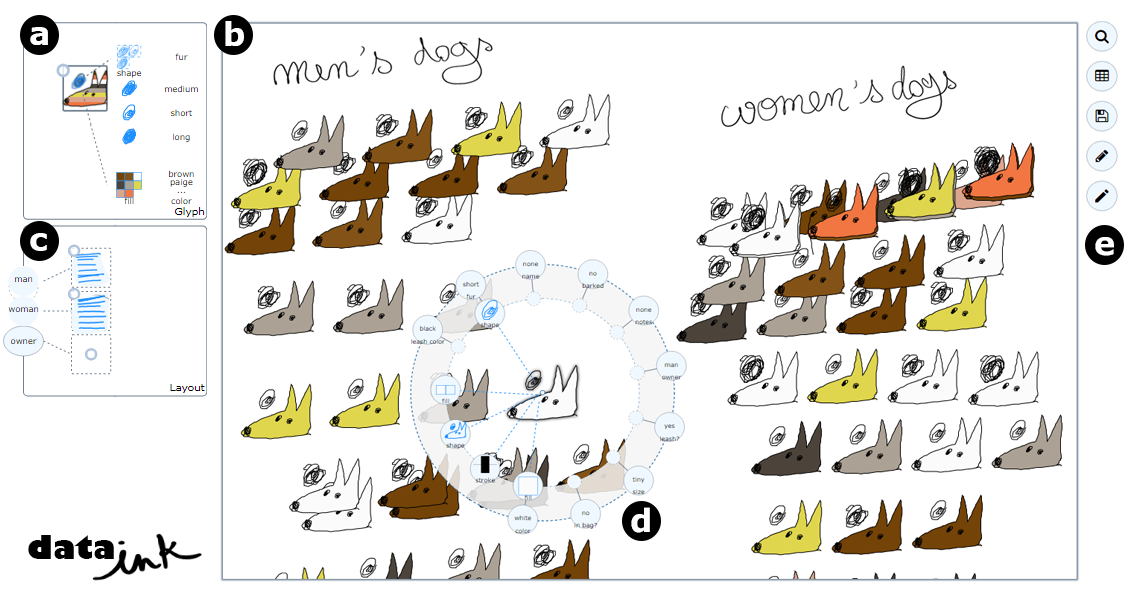 a
fur
shape
medium
short
long
brown
paige
...
fill
color
Glyph
c
man
woman
owner
Layout
data ink
b
men's dogs
women's dogs
none
name
no
barked
none
notes
man
owner
yes
leash?
tiny
size
no
in bag?
white
color
fill
stroke
shape
fill
black
leash color
short
fur
shape
d
e